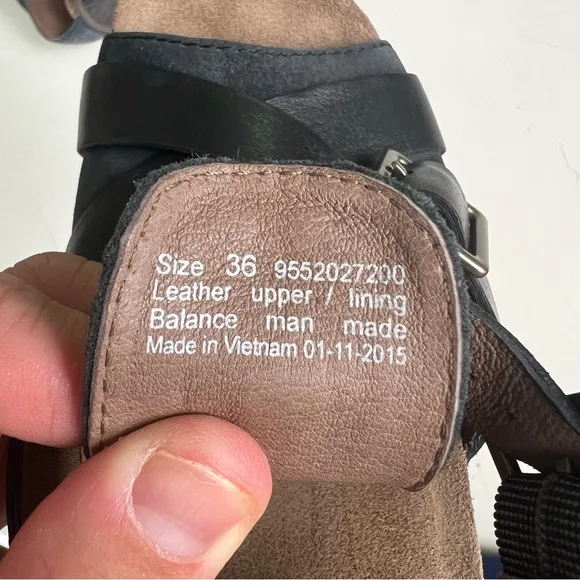 Size 36 9552027200
Leather upper / lining
Balance man made
Made in Vietnam 01-11-2015